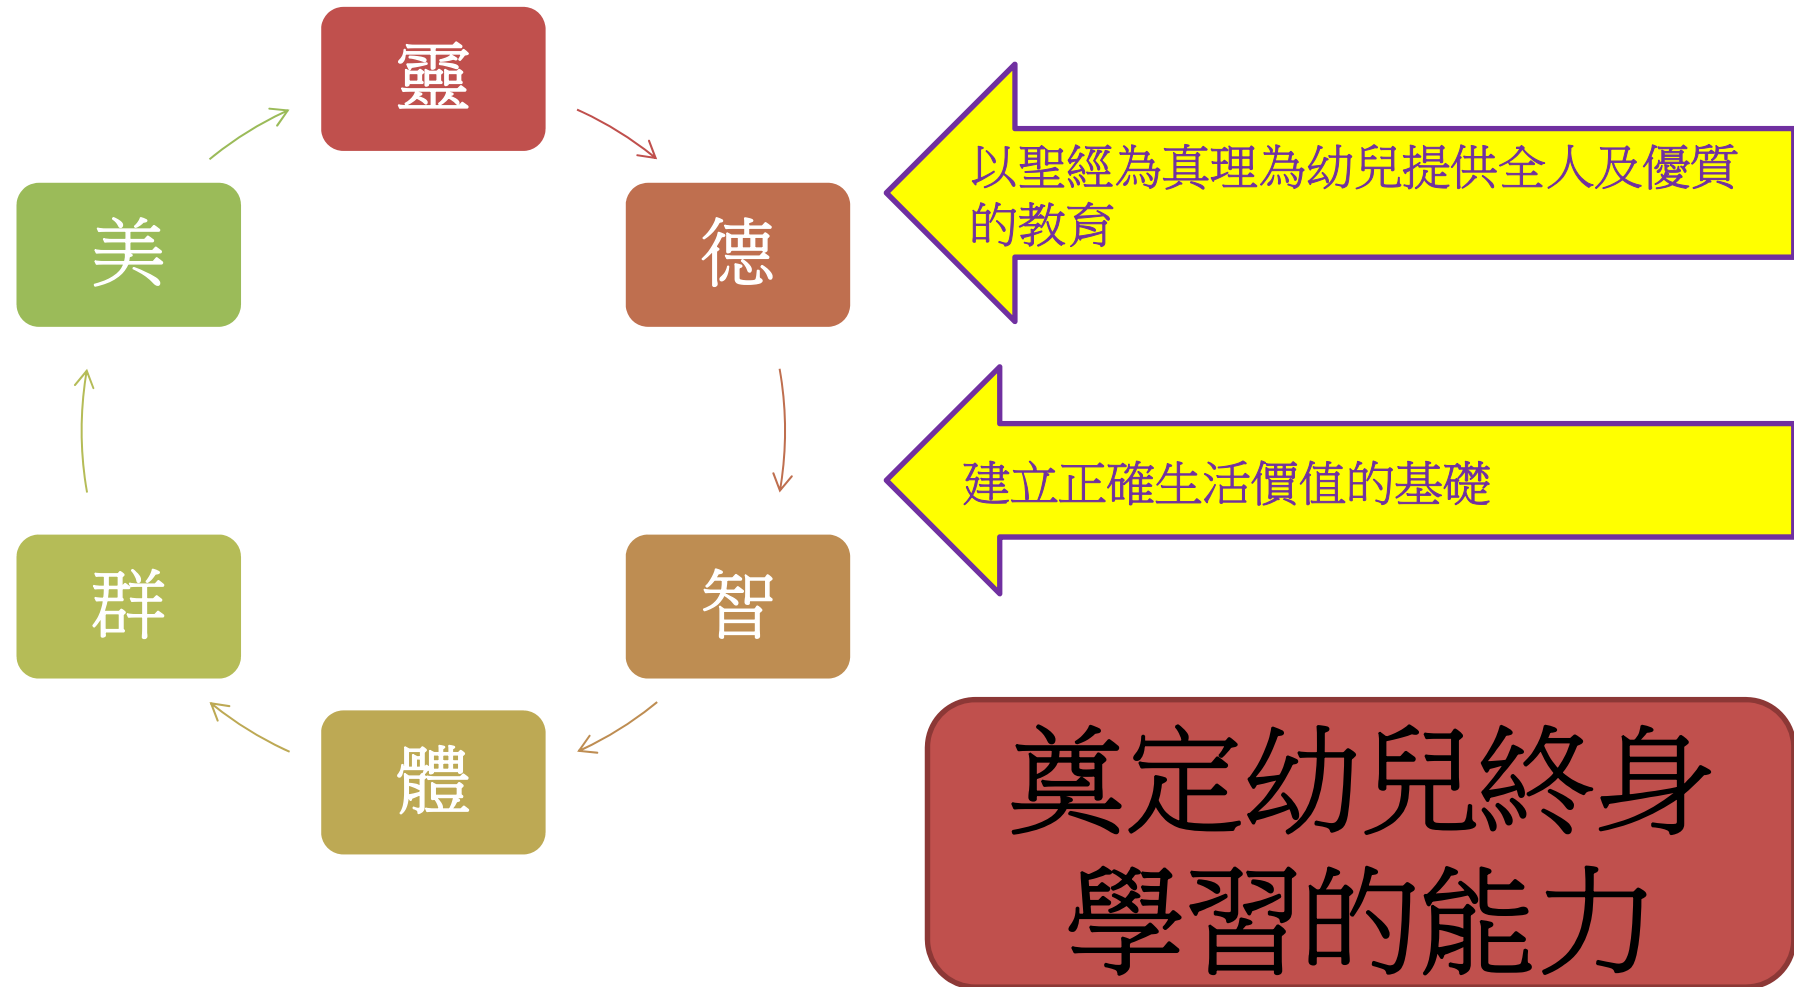 靈
德
智
體
群
美
以聖經為真理為幼兒提供全人及優質
的教育
建立正確生活價值的基礎
奠定幼兒終身
學習的能力